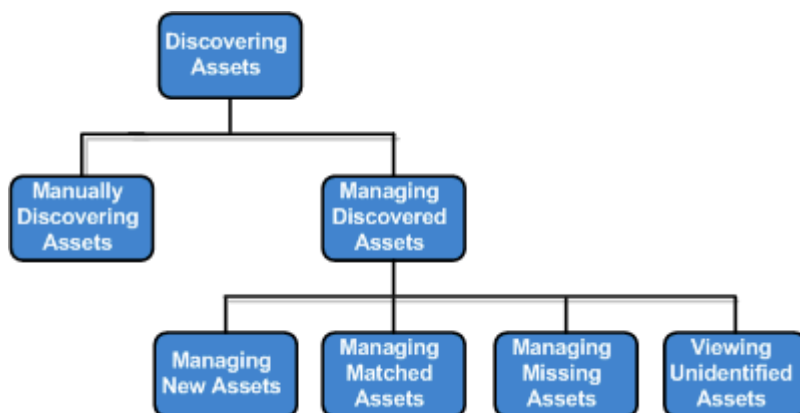 Discovering
Assets
Manually
Discovering
Assets
Managing
Discovered
Assets
Managing
New Assets
Managing
Matched
Assets
Managing
Missing
Assets
Viewing
Unidentified
Assets